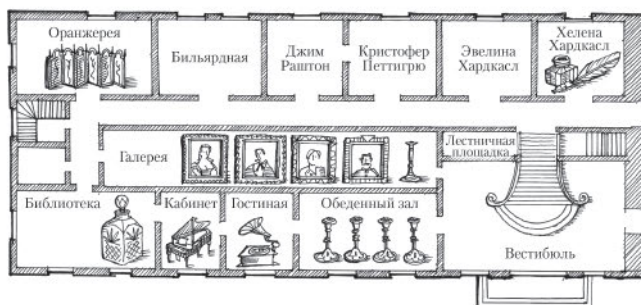 Оранжерея
Бильярдная
Джим
Раштон
Кристофер
Петтигрю
Эвелина
Хардкасл
Хелена
Хардкасл
Галерея
Лестничная
площадка
Библиотека
Кабинет
Гостиная
Обеденный зал
Вестибюль